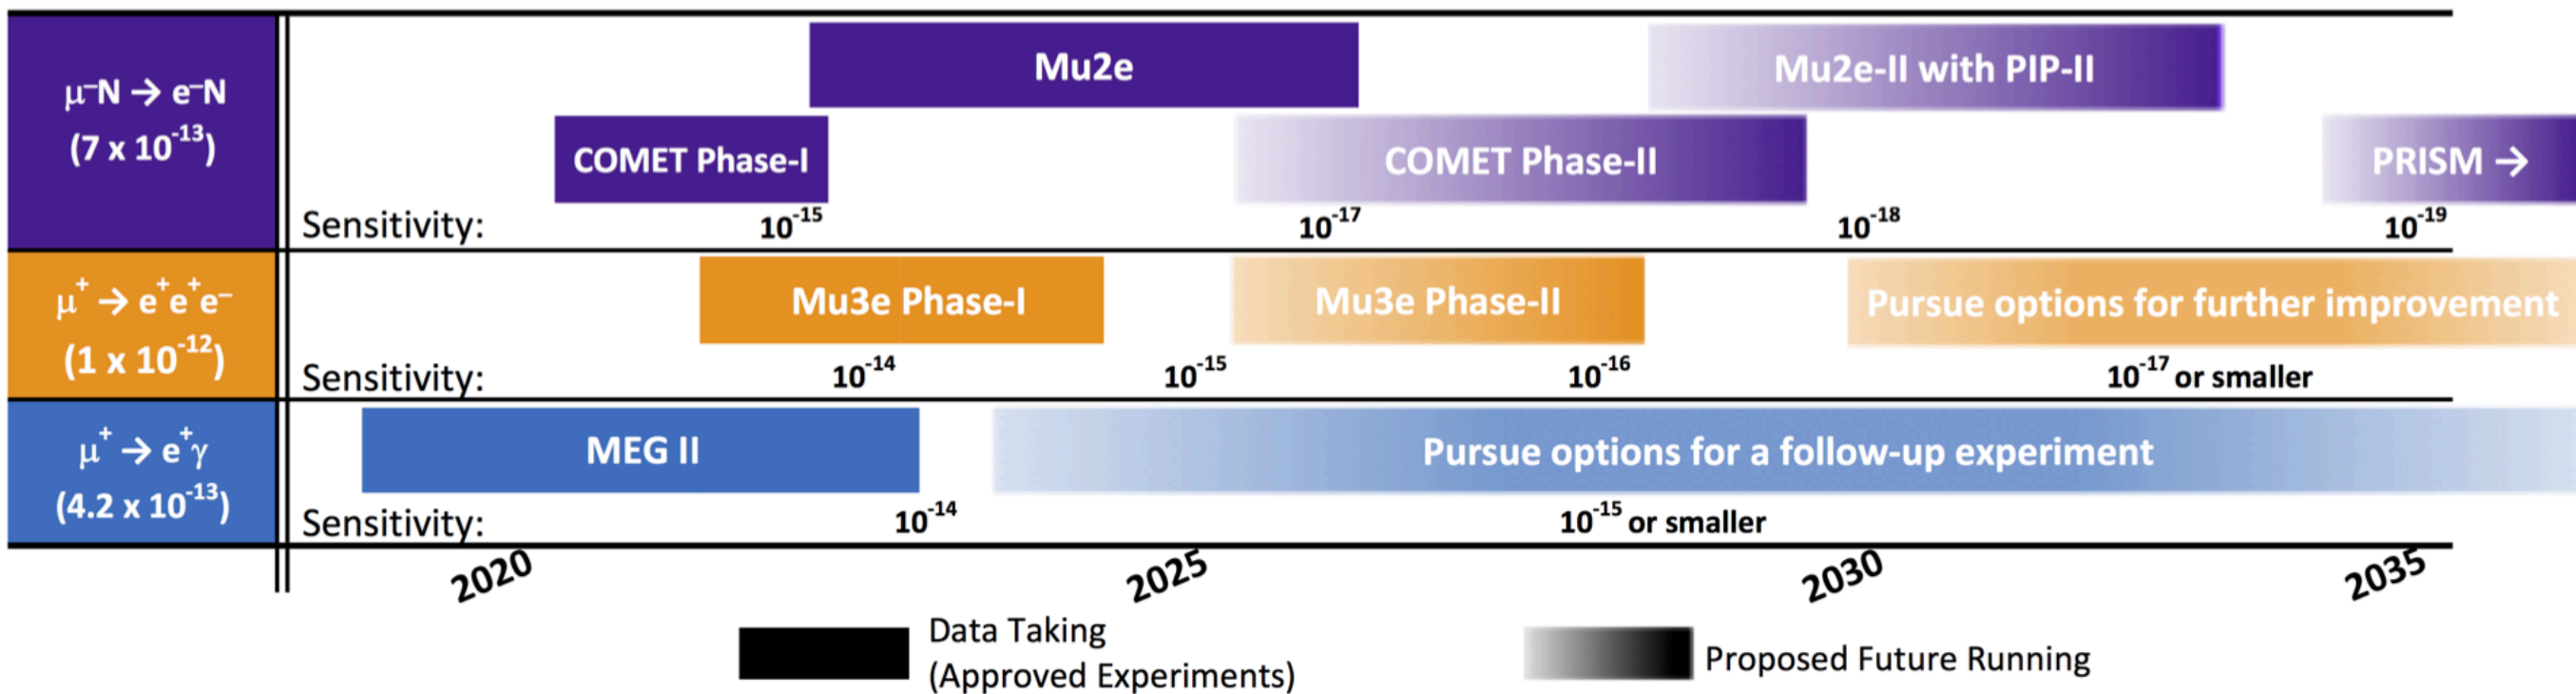 μ⁻N → e⁻N
(7 x 10⁻¹³)
Mu2e
Mu2e-II with PIP-II
COMET Phase-I
COMET Phase-II
PRISM →
Sensitivity:
10⁻¹⁵
10⁻¹⁷
10⁻¹⁸
10⁻¹⁹
μ⁺ → e⁺e⁺e⁻
(1 x 10⁻¹²)
Mu3e Phase-I
Mu3e Phase-II
Pursue options for further improvement
Sensitivity:
10⁻¹⁴
10⁻¹⁵
10⁻¹⁶
10⁻¹⁷ or smaller
μ⁺ → e⁺γ
(4.2 x 10⁻¹³)
MEG II
Pursue options for a follow-up experiment
Sensitivity:
10⁻¹⁴
10⁻¹⁵ or smaller
2020
2025
2030
2035
Data Taking
(Approved Experiments)
Proposed Future Running